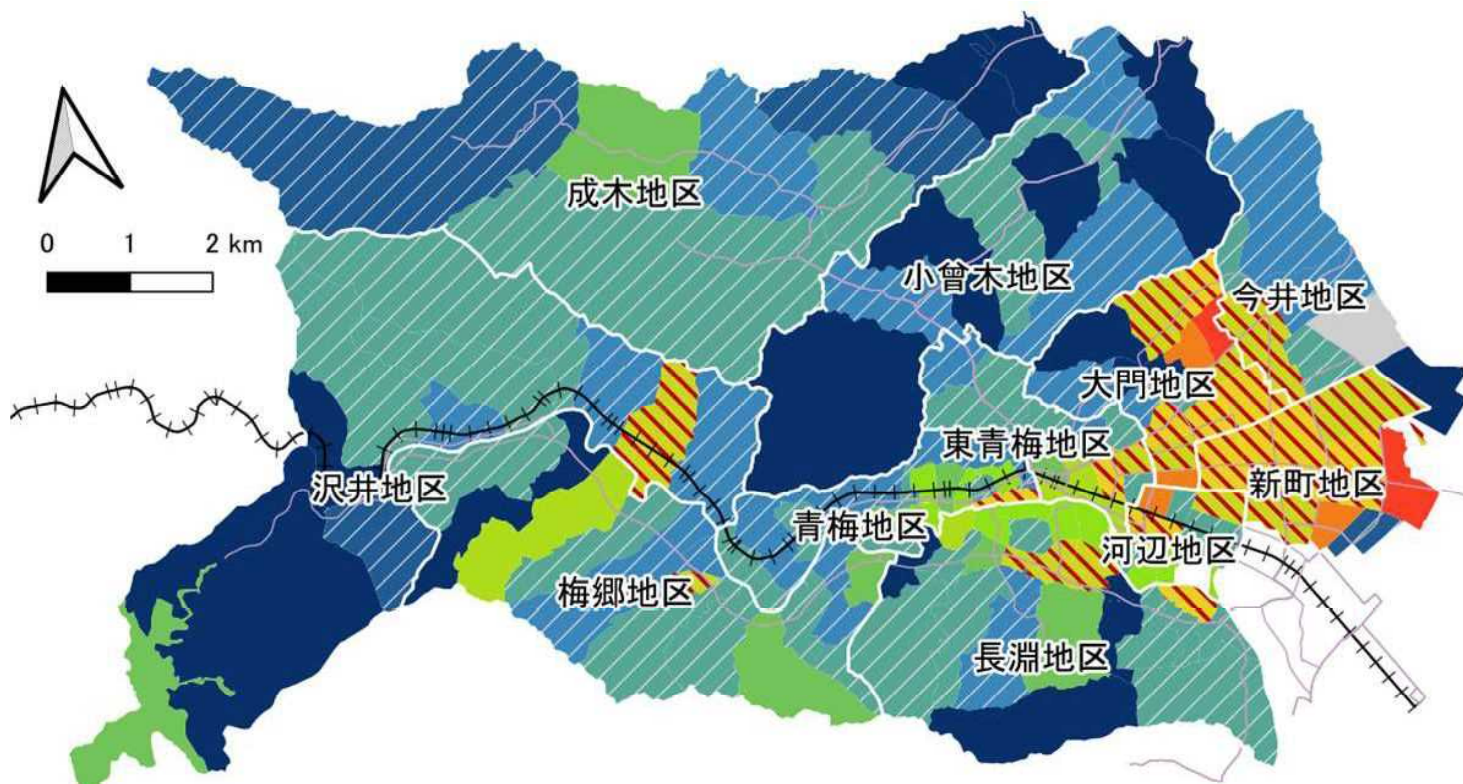 成木地区
0 1 2 km
小曾木地区
今井地区
大門地区
東青梅地区
沢井地区
新町地区
青梅地区
河辺地区
梅郷地区
長淵地区